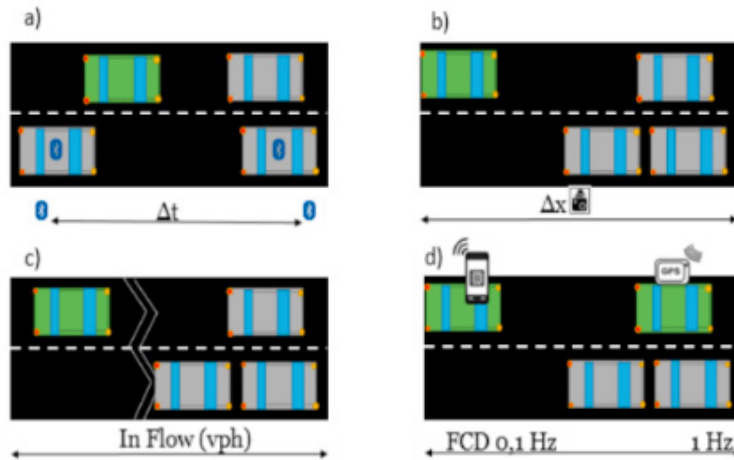 a)
b)
Δt
Δx
c)
d)
GPS
In Flow (vph)
FCD 0,1 Hz
1 Hz